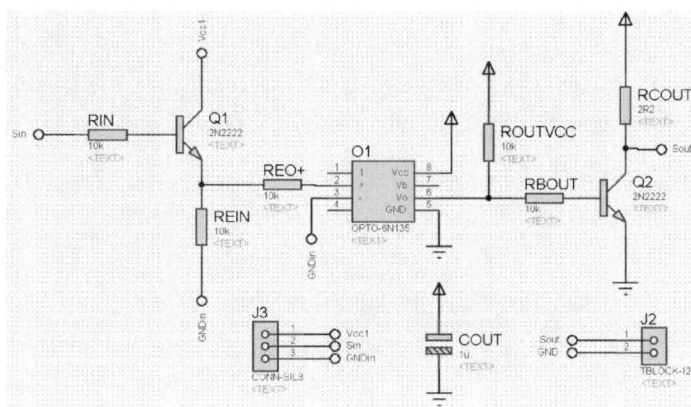 Vcc1
Sin
RIN
10k
<TEXT>
Q1
2N2222
<TEXT>
REIN
10k
<TEXT>
GNDin
REO+
10k
<TEXT>
O1
1
2
3
4
Vcc
Vb
Vo
GND
8
7
6
5
OPTO-6N135
<TEXT>
GNDin
ROUTVCC
10k
<TEXT>
RBOUT
10k
<TEXT>
RCOUT
2R2
<TEXT>
Sout
Q2
2N2222
<TEXT>
J3
1 Vcc1
2 Sin
3 GNDin
CONN-SIL3
<TEXT>
COUT
1u
<TEXT>
J2
Sout 1
GND 2
TBLOCK-I2
<TEXT>